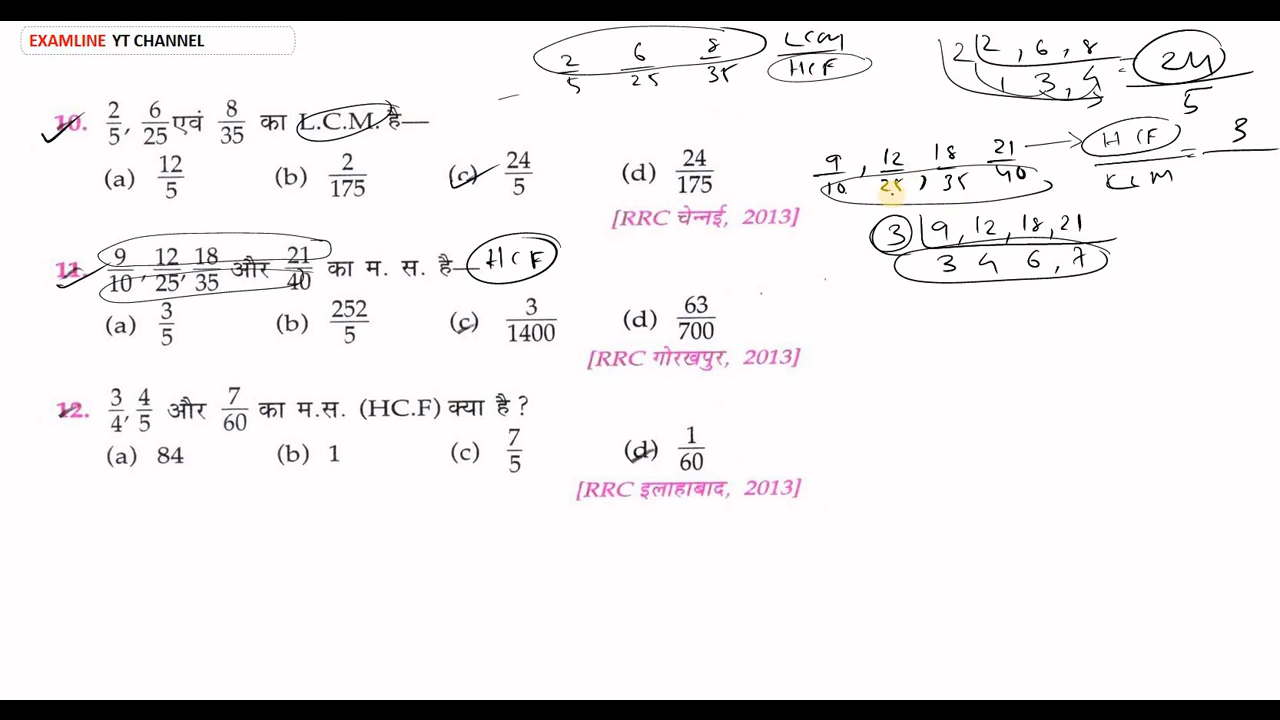 EXAMLINE YT CHANNEL
2/5 6/25 8/35 LCM/HCF
2 | 2, 6, 8
1 3, 4 = 24/5
10. 2/5, 6/25 एवं 8/35 का L.C.M. है—
(a) 12/5 (b) 2/175 (c) 24/5 (d) 24/175
[RRC चेन्नई, 2013]
9/10, 12/25, 18/35 21/40 → HCF/LCM = 3
3 | 9, 12, 18, 21
3 4 6, 7
11. 9/10, 12/25, 18/35 और 21/40 का म. स. है— HCF
(a) 3/5 (b) 252/5 (c) 3/1400 (d) 63/700
[RRC गोरखपुर, 2013]
12. 3/4, 4/5 और 7/60 का म.स. (HC.F) क्या है ?
(a) 84 (b) 1 (c) 7/5 (d) 1/60
[RRC इलाहाबाद, 2013]